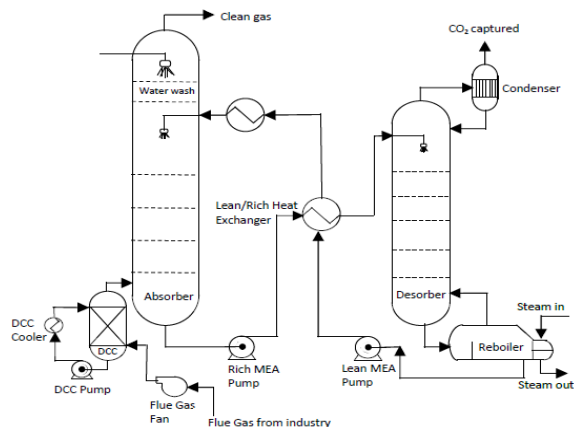 Clean gas
CO₂ captured
Water wash
Condenser
Lean/Rich Heat
Exchanger
Absorber
Desorber
Steam in
DCC
Cooler
DCC
Reboiler
Rich MEA
Pump
Lean MEA
Pump
Steam out
DCC Pump
Flue Gas
Fan
Flue Gas from industry